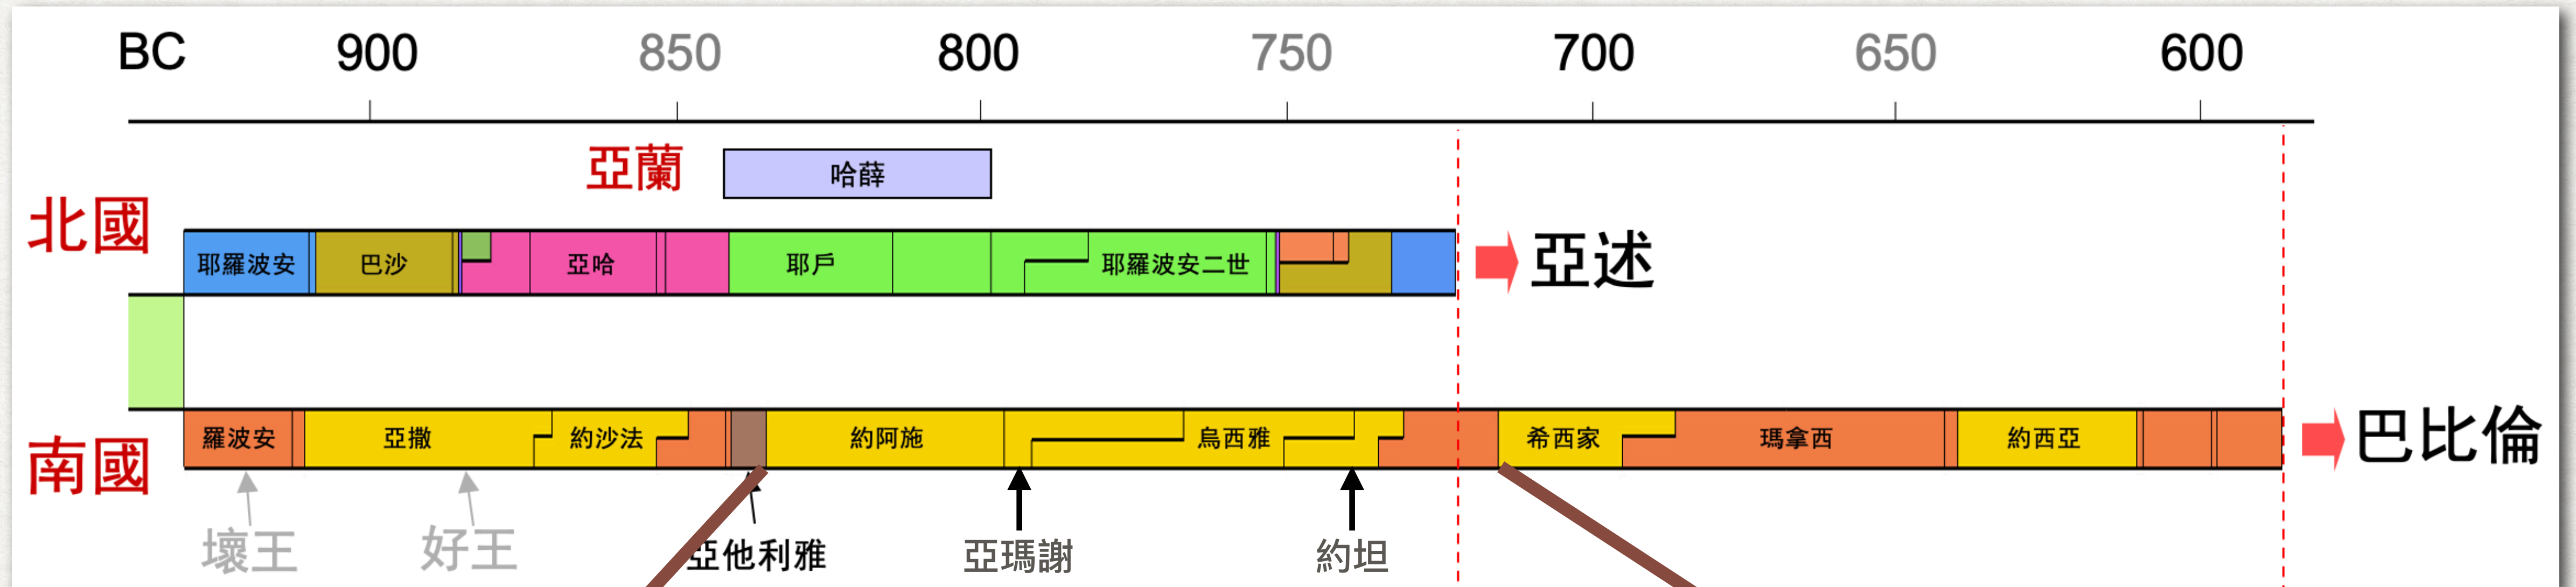 BC 900 850 800 750 700 650 600
亞蘭 哈薛
北國
耶羅波安 巴沙 亞哈 耶戶 耶羅波安二世 亞述
南國
羅波安 亞撒 約沙法 約阿施 烏西雅 希西家 瑪拿西 約西亞 巴比倫
壞王 好王 亞他利雅 亞瑪謝 約坦